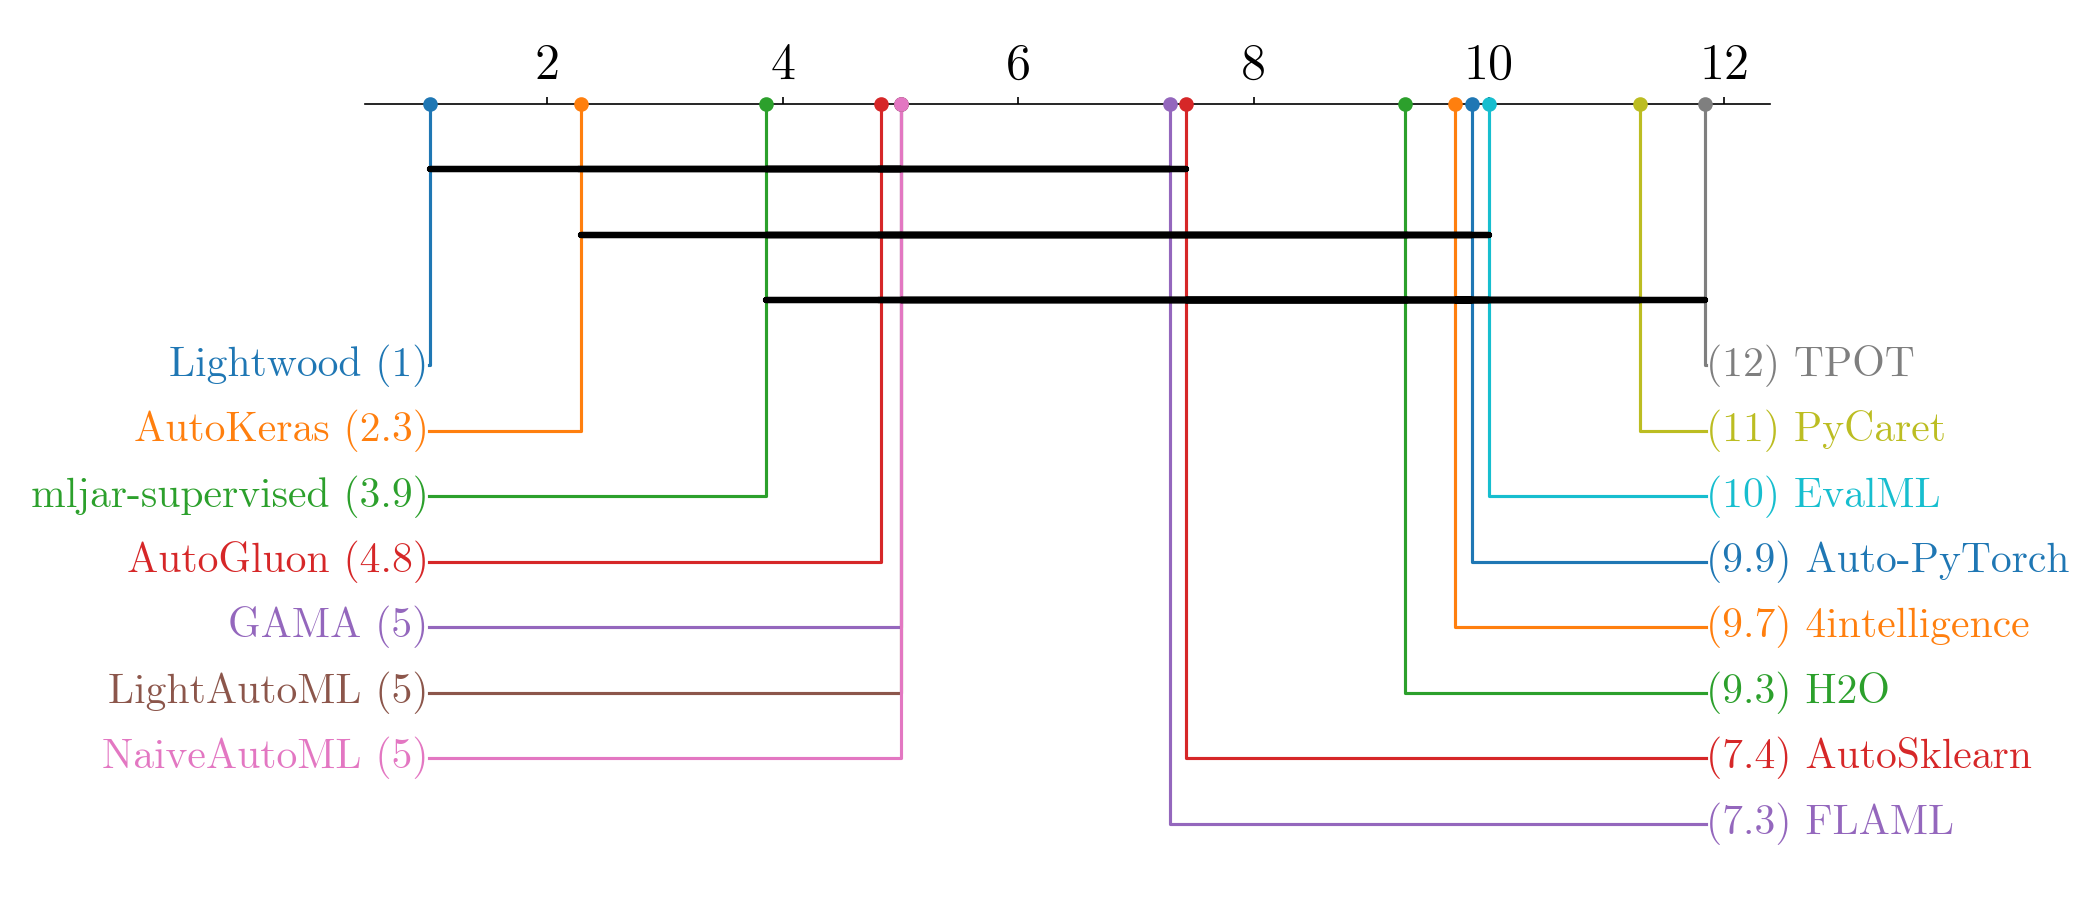 2 4 6 8 10 12
Lightwood (1)
AutoKeras (2.3)
mljar-supervised (3.9)
AutoGluon (4.8)
GAMA (5)
LightAutoML (5)
NaiveAutoML (5)
(12) TPOT
(11) PyCaret
(10) EvalML
(9.9) Auto-PyTorch
(9.7) 4intelligence
(9.3) H2O
(7.4) AutoSklearn
(7.3) FLAML